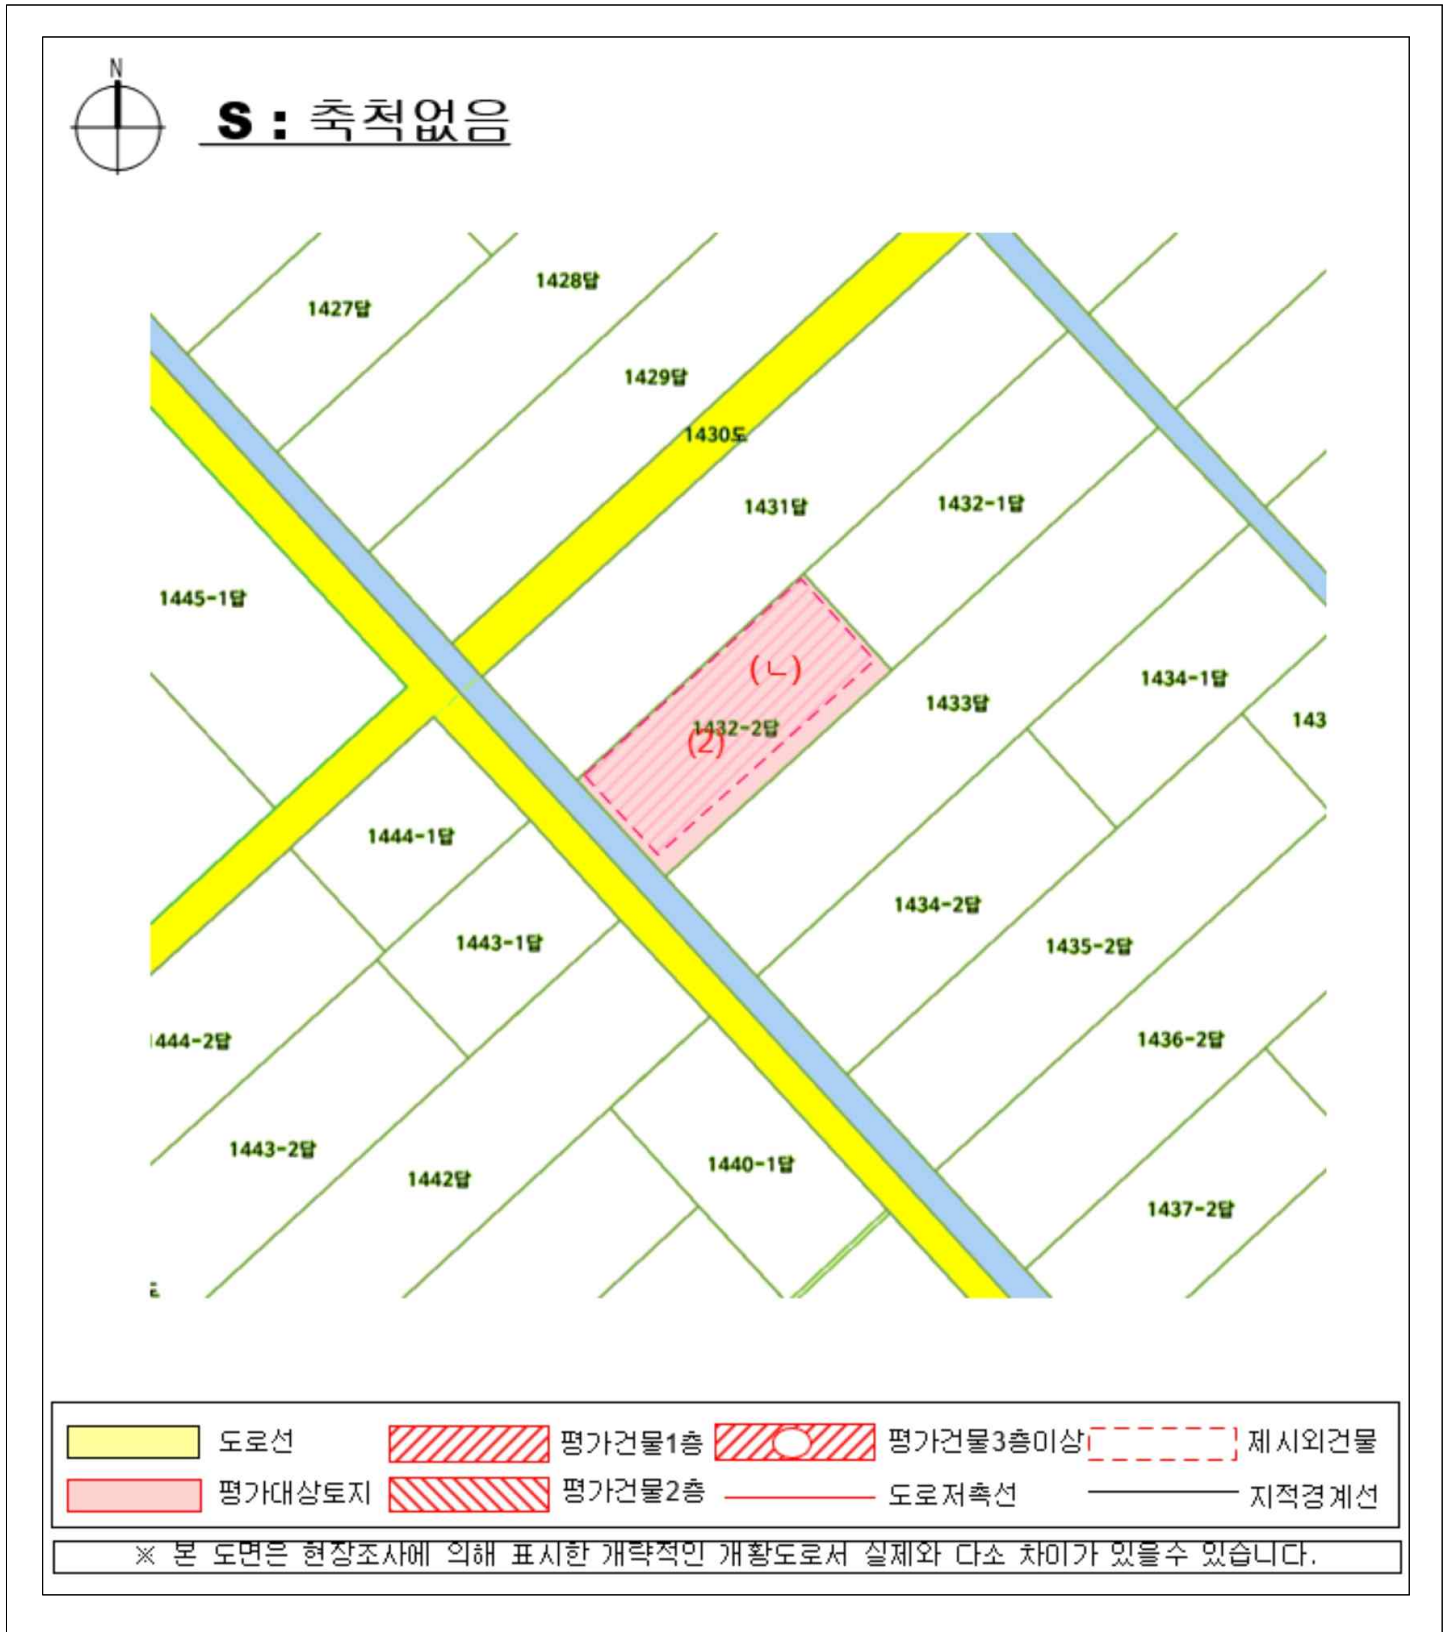 N
S : 축척없음
1428답
1427답
1429답
1430도
1431답
1432-1답
1445-1답
(ㄴ)
1434-1답
1433답
143
1432-2답
(2)
1444-1답
1434-2답
1443-1답
1435-2답
1444-2답
1436-2답
1443-2답
1440-1답
1442답
1437-2답
도로선
평가건물1층
평가건물3층이상
제시외건물
평가대상토지
평가건물2층
도로저촉선
지적경계선
※ 본 도면은 현장조사에 의해 표시한 개략적인 개황도로서 실제와 다소 차이가 있을수 있습니다.